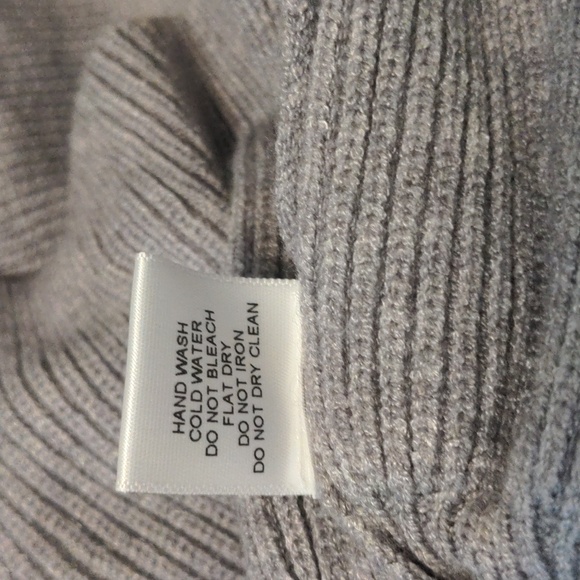 HAND WASH
COLD WATER
DO NOT BLEACH
FLAT DRY
DO NOT IRON
DO NOT DRY CLEAN